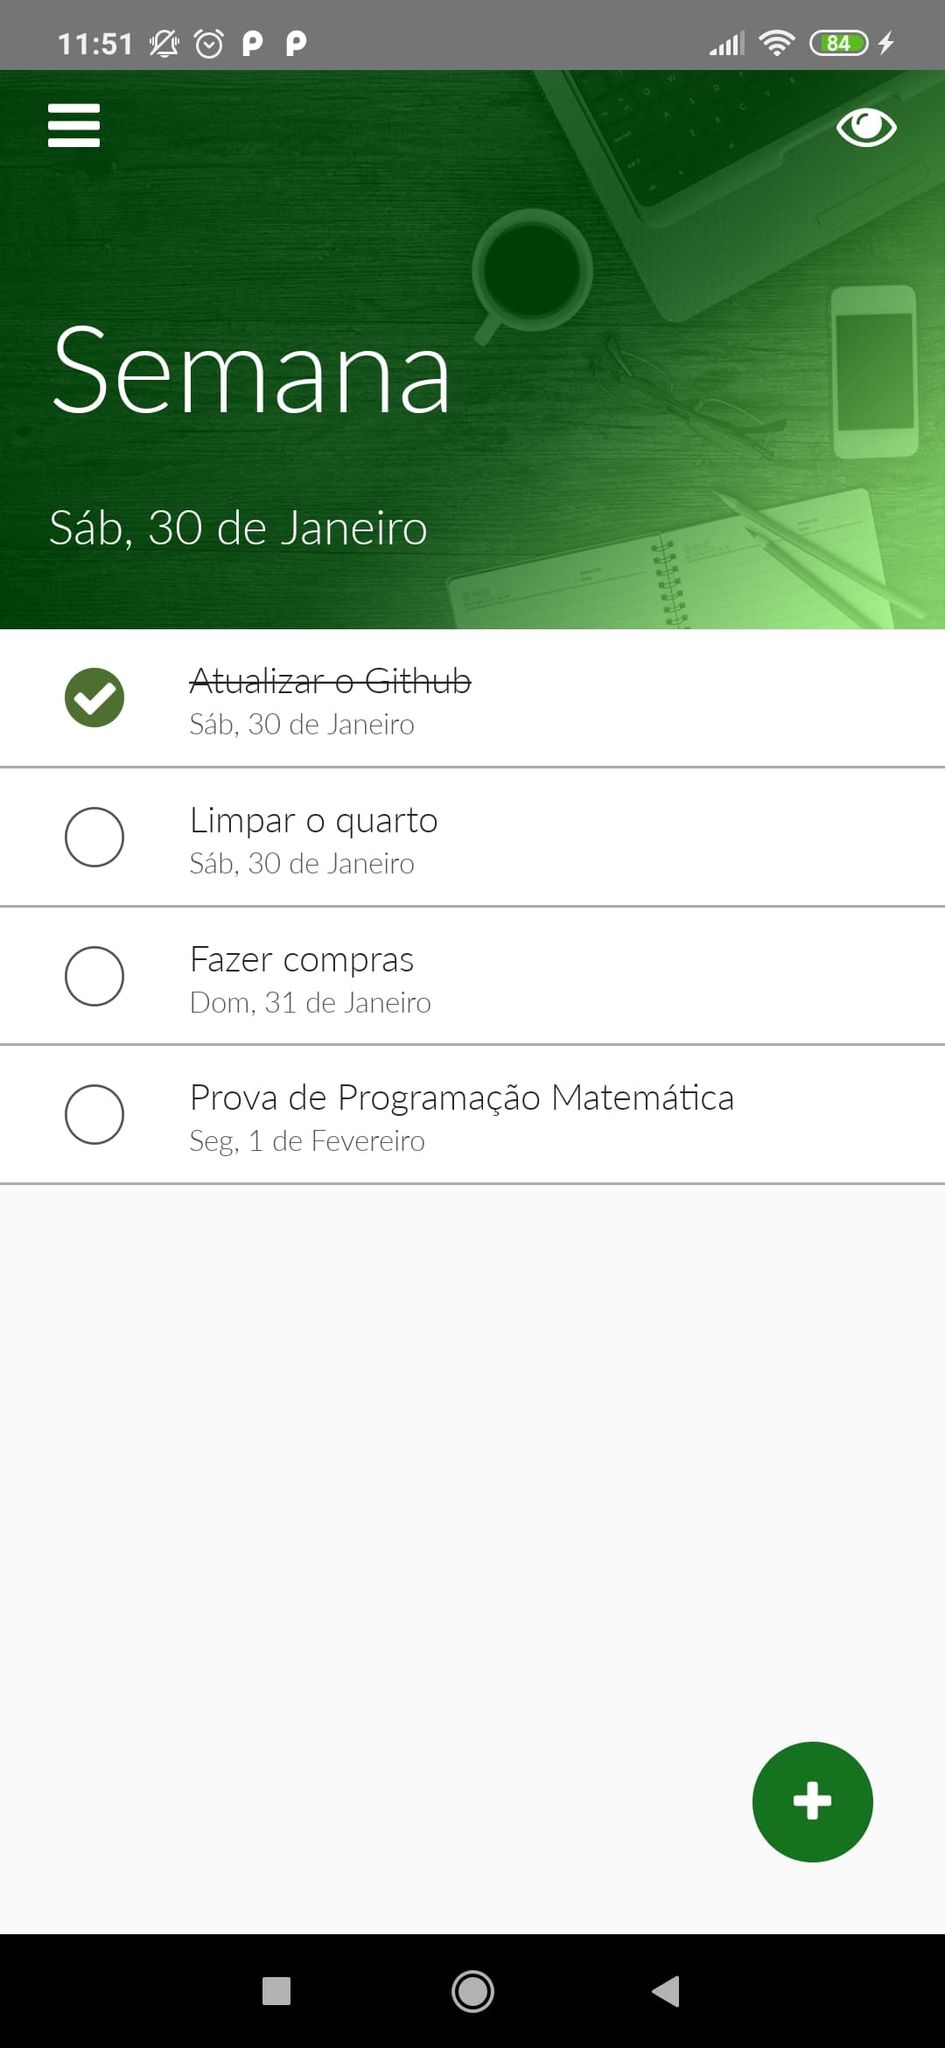 11:51
84
Semana
Sáb, 30 de Janeiro
Atualizar o Github
Sáb, 30 de Janeiro
Limpar o quarto
Sáb, 30 de Janeiro
Fazer compras
Dom, 31 de Janeiro
Prova de Programação Matemática
Seg, 1 de Fevereiro